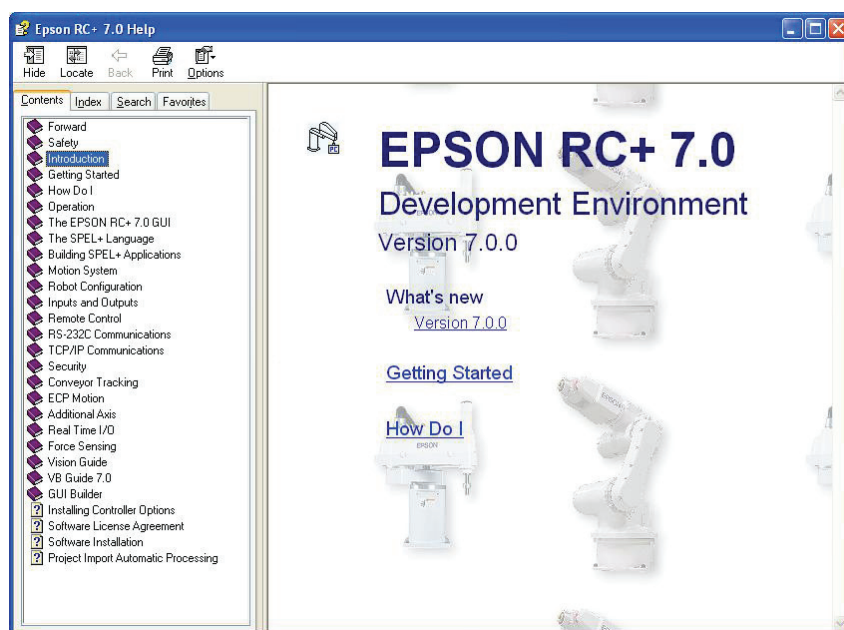 Epson RC+ 7.0 Help
Hide Locate Back Print Options
Contents Index Search Favorites
Forward
Safety
Introduction
Getting Started
How Do I
Operation
The EPSON RC+ 7.0 GUI
The SPEL+ Language
Building SPEL+ Applications
Motion System
Robot Configuration
Inputs and Outputs
Remote Control
RS-232C Communications
TCP/IP Communications
Security
Conveyor Tracking
ECP Motion
Additional Axis
Real Time I/O
Force Sensing
Vision Guide
VB Guide 7.0
GUI Builder
Installing Controller Options
Software License Agreement
Software Installation
Project Import Automatic Processing
PC
EPSON RC+ 7.0
Development Environment
Version 7.0.0
What's new
Version 7.0.0
Getting Started
How Do I
EPSON